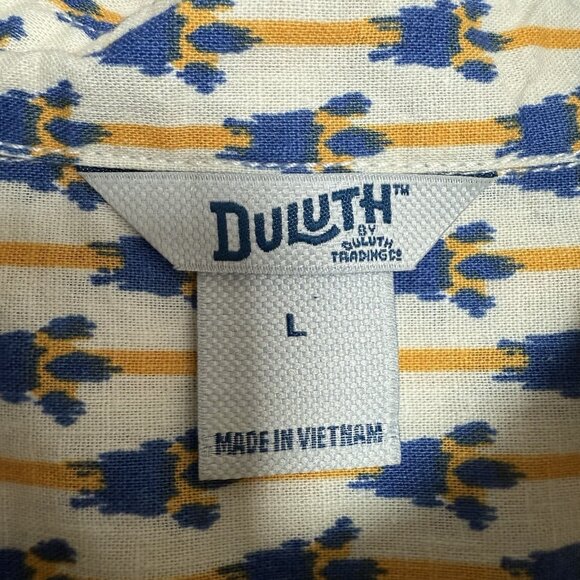 DULUTH™
BY
DULUTH
TRADING CO
L
MADE IN VIETNAM